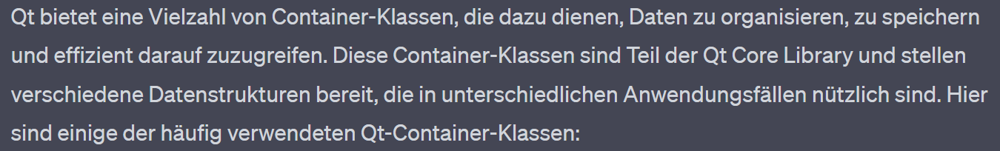 Qt bietet eine Vielzahl von Container-Klassen, die dazu dienen, Daten zu organisieren, zu speichern
und effizient darauf zuzugreifen. Diese Container-Klassen sind Teil der Qt Core Library und stellen
verschiedene Datenstrukturen bereit, die in unterschiedlichen Anwendungsfällen nützlich sind. Hier
sind einige der häufig verwendeten Qt-Container-Klassen: